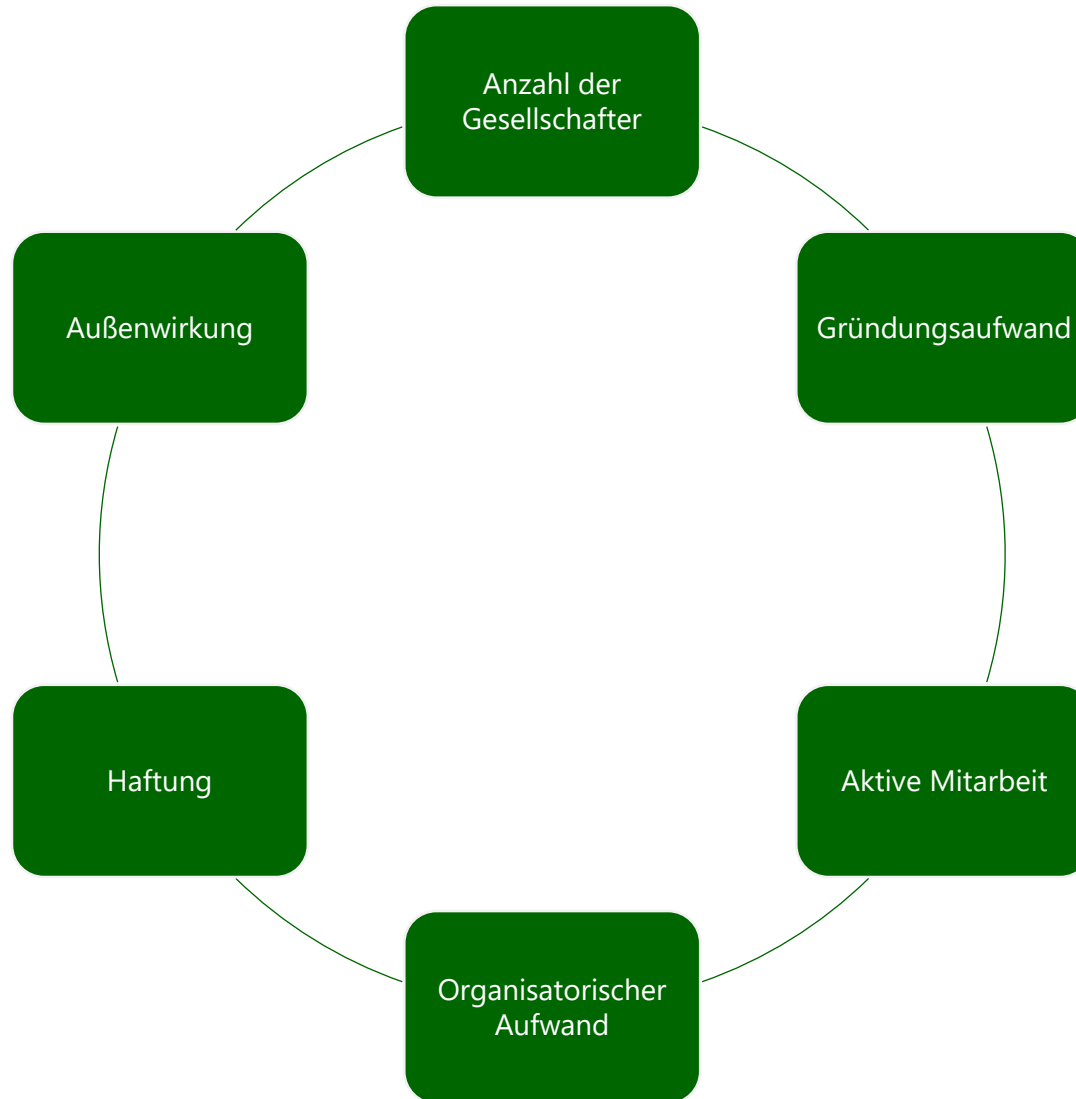 Anzahl der
Gesellschafter
Außenwirkung
Gründungsaufwand
Haftung
Aktive Mitarbeit
Organisatorischer
Aufwand